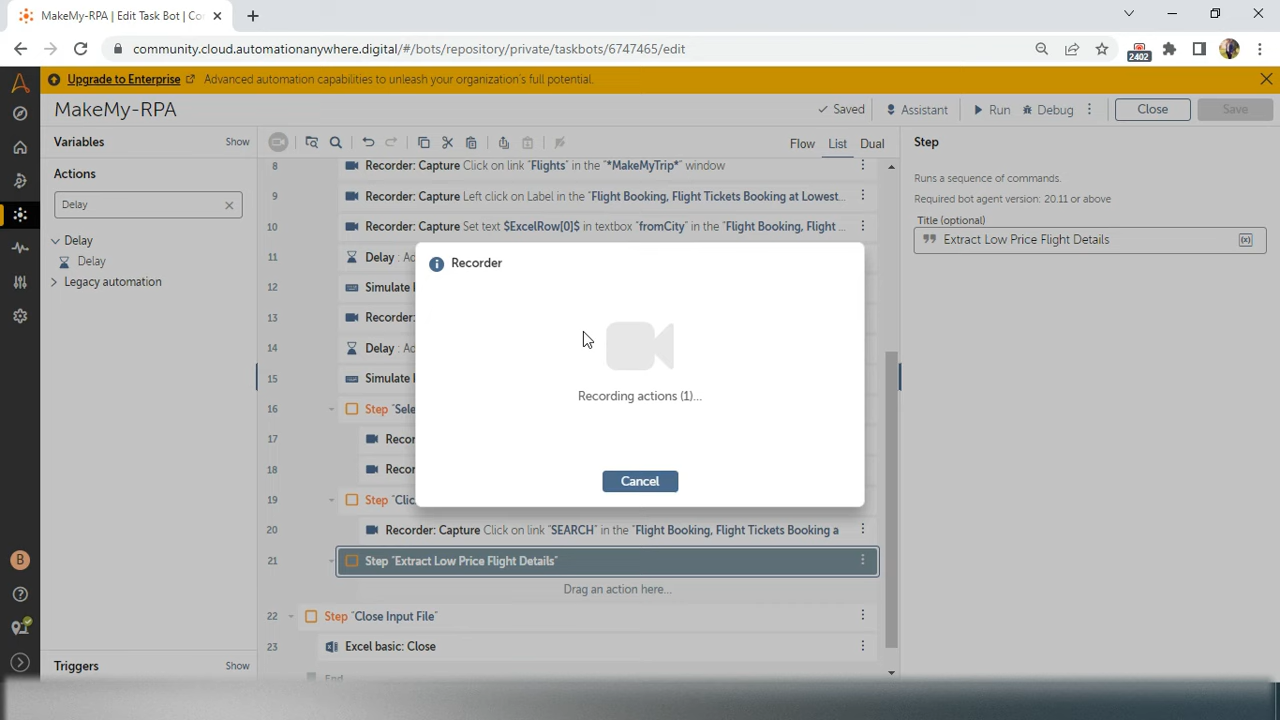 MakeMy-RPA | Edit Task Bot | Co
community.cloud.automationanywhere.digital/#/bots/repository/private/taskbots/6747465/edit
2402
Upgrade to Enterprise Advanced automation capabilities to unleash your organization's full potential.
MakeMy-RPA
Saved
Assistant
Run
Debug
Close
Save
Variables
Show
Actions
Delay
Delay
Delay
Legacy automation
Triggers
Show
Flow
List
Dual
8 Recorder: Capture Click on link "Flights" in the "*MakeMyTrip*" window
9 Recorder: Capture Left click on Label in the "Flight Booking, Flight Tickets Booking at Lowest...
10 Recorder: Capture Set text $ExcelRow[0]$ in textbox "fromCity" in the "Flight Booking, Flight ...
11 Delay : Ad
12 Simulate
13 Recorder:
14 Delay : Ad
15 Simulate
16 Step "Sele
17 Recor
18 Recor
19 Step "Clic
20 Recorder: Capture Click on link "SEARCH" in the "Flight Booking, Flight Tickets Booking a
21 Step "Extract Low Price Flight Details"
Drag an action here...
22 Step "Close Input File"
23 Excel basic: Close
End
Recorder
Recording actions (1)...
Cancel
Step
Runs a sequence of commands.
Required bot agent version: 20.11 or above
Title (optional)
Extract Low Price Flight Details
(x)
B